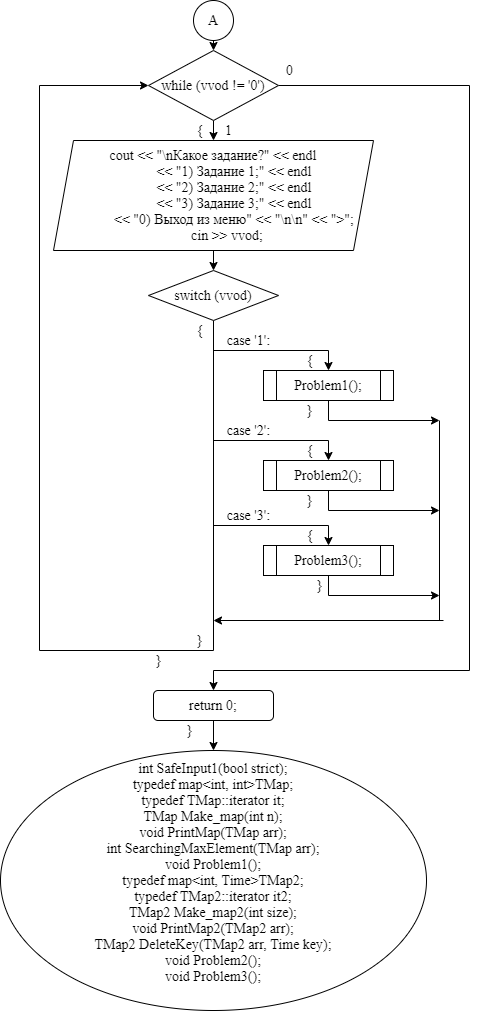 A
while (vvod != '0')
0
{
1
cout << "\nКакое задание?" << endl
<< "1) Задание 1;" << endl
<< "2) Задание 2;" << endl
<< "3) Задание 3;" << endl
<< "0) Выход из меню" << "\n\n" << ">";
cin >> vvod;
switch (vvod)
{
case '1':
{
Problem1();
}
case '2':
{
Problem2();
}
case '3':
{
Problem3();
}
}
}
return 0;
}
int SafeInput1(bool strict);
typedef map<int, int>TMap;
typedef TMap::iterator it;
TMap Make_map(int n);
void PrintMap(TMap arr);
int SearchingMaxElement(TMap arr);
void Problem1();
typedef map<int, Time>TMap2;
typedef TMap2::iterator it2;
TMap2 Make_map2(int size);
void PrintMap2(TMap2 arr);
TMap2 DeleteKey(TMap2 arr, Time key);
void Problem2();
void Problem3();